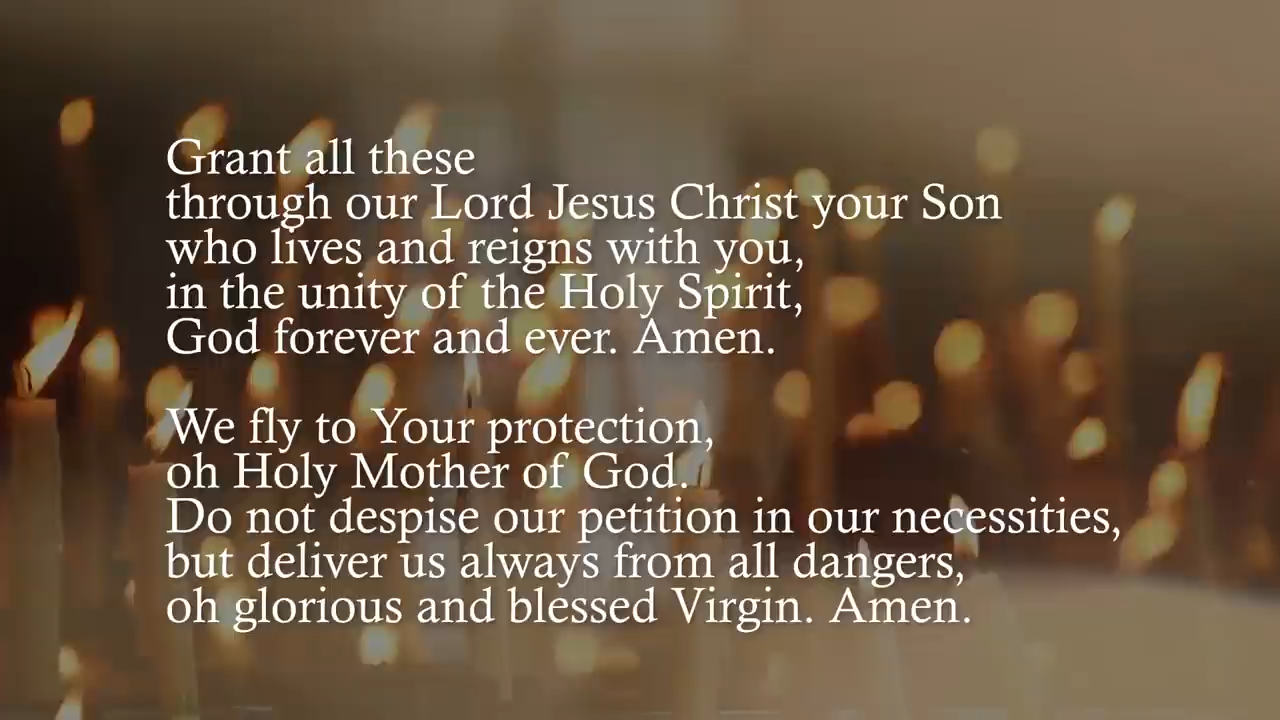 Grant all these
through our Lord Jesus Christ your Son
who lives and reigns with you,
in the unity of the Holy Spirit,
God forever and ever. Amen.
We fly to Your protection,
oh Holy Mother of God.
Do not despise our petition in our necessities,
but deliver us always from all dangers,
oh glorious and blessed Virgin. Amen.